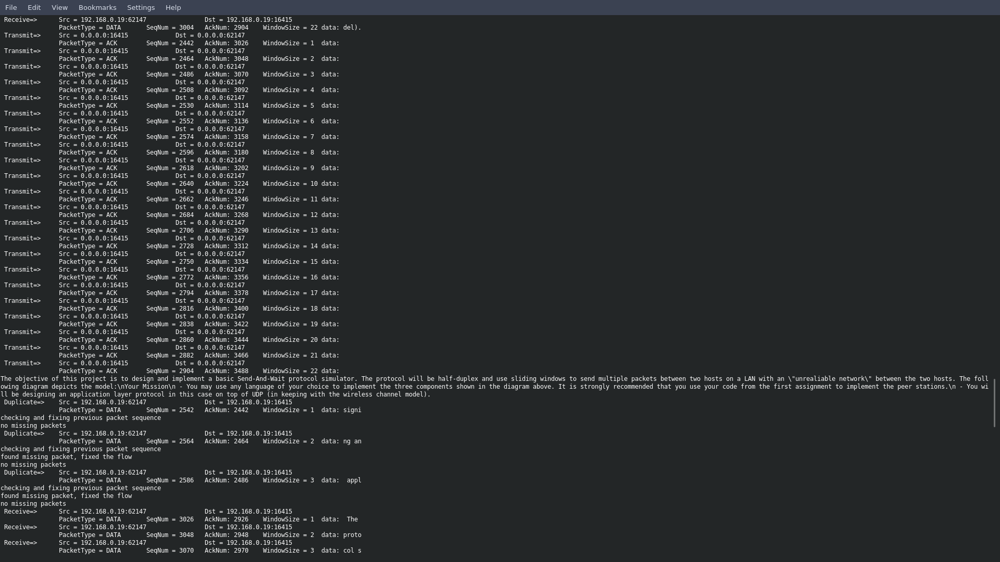 File Edit View Bookmarks Settings Help
Receive=> Src = 192.168.0.19:62147 Dst = 192.168.0.19:16415
PacketType = DATA SeqNum = 3004 AckNum: 2904 WindowSize = 22 data: del).
Transmit=> Src = 0.0.0.0:16415 Dst = 0.0.0.0:62147
PacketType = ACK SeqNum = 2442 AckNum: 3026 WindowSize = 1 data:
Transmit=> Src = 0.0.0.0:16415 Dst = 0.0.0.0:62147
PacketType = ACK SeqNum = 2464 AckNum: 3048 WindowSize = 2 data:
Transmit=> Src = 0.0.0.0:16415 Dst = 0.0.0.0:62147
PacketType = ACK SeqNum = 2486 AckNum: 3070 WindowSize = 3 data:
Transmit=> Src = 0.0.0.0:16415 Dst = 0.0.0.0:62147
PacketType = ACK SeqNum = 2508 AckNum: 3092 WindowSize = 4 data:
Transmit=> Src = 0.0.0.0:16415 Dst = 0.0.0.0:62147
PacketType = ACK SeqNum = 2530 AckNum: 3114 WindowSize = 5 data:
Transmit=> Src = 0.0.0.0:16415 Dst = 0.0.0.0:62147
PacketType = ACK SeqNum = 2552 AckNum: 3136 WindowSize = 6 data:
Transmit=> Src = 0.0.0.0:16415 Dst = 0.0.0.0:62147
PacketType = ACK SeqNum = 2574 AckNum: 3158 WindowSize = 7 data:
Transmit=> Src = 0.0.0.0:16415 Dst = 0.0.0.0:62147
PacketType = ACK SeqNum = 2596 AckNum: 3180 WindowSize = 8 data:
Transmit=> Src = 0.0.0.0:16415 Dst = 0.0.0.0:62147
PacketType = ACK SeqNum = 2618 AckNum: 3202 WindowSize = 9 data:
Transmit=> Src = 0.0.0.0:16415 Dst = 0.0.0.0:62147
PacketType = ACK SeqNum = 2640 AckNum: 3224 WindowSize = 10 data:
Transmit=> Src = 0.0.0.0:16415 Dst = 0.0.0.0:62147
PacketType = ACK SeqNum = 2662 AckNum: 3246 WindowSize = 11 data:
Transmit=> Src = 0.0.0.0:16415 Dst = 0.0.0.0:62147
PacketType = ACK SeqNum = 2684 AckNum: 3268 WindowSize = 12 data:
Transmit=> Src = 0.0.0.0:16415 Dst = 0.0.0.0:62147
PacketType = ACK SeqNum = 2706 AckNum: 3290 WindowSize = 13 data:
Transmit=> Src = 0.0.0.0:16415 Dst = 0.0.0.0:62147
PacketType = ACK SeqNum = 2728 AckNum: 3312 WindowSize = 14 data:
Transmit=> Src = 0.0.0.0:16415 Dst = 0.0.0.0:62147
PacketType = ACK SeqNum = 2750 AckNum: 3334 WindowSize = 15 data:
Transmit=> Src = 0.0.0.0:16415 Dst = 0.0.0.0:62147
PacketType = ACK SeqNum = 2772 AckNum: 3356 WindowSize = 16 data:
Transmit=> Src = 0.0.0.0:16415 Dst = 0.0.0.0:62147
PacketType = ACK SeqNum = 2794 AckNum: 3378 WindowSize = 17 data:
Transmit=> Src = 0.0.0.0:16415 Dst = 0.0.0.0:62147
PacketType = ACK SeqNum = 2816 AckNum: 3400 WindowSize = 18 data:
Transmit=> Src = 0.0.0.0:16415 Dst = 0.0.0.0:62147
PacketType = ACK SeqNum = 2838 AckNum: 3422 WindowSize = 19 data:
Transmit=> Src = 0.0.0.0:16415 Dst = 0.0.0.0:62147
PacketType = ACK SeqNum = 2860 AckNum: 3444 WindowSize = 20 data:
Transmit=> Src = 0.0.0.0:16415 Dst = 0.0.0.0:62147
PacketType = ACK SeqNum = 2882 AckNum: 3466 WindowSize = 21 data:
Transmit=> Src = 0.0.0.0:16415 Dst = 0.0.0.0:62147
PacketType = ACK SeqNum = 2904 AckNum: 3488 WindowSize = 22 data:
The objective of this project is to design and implement a basic Send-And-Wait protocol simulator. The protocol will be half-duplex and use sliding windows to send multiple packets between two hosts on a LAN with an \"unrealiable network\" between the two hosts. The foll
owing diagram depicts the model:\nYour Mission\n - You may use any language of your choice to implement the three components shown in the diagram above. It is strongly recommended that you use your code from the first assignment to implement the peer stations.\n - You wi
ll be designing an application layer protocol in this case on top of UDP (in keeping with the wireless channel model).
Duplicate=> Src = 192.168.0.19:62147 Dst = 192.168.0.19:16415
PacketType = DATA SeqNum = 2542 AckNum: 2442 WindowSize = 1 data: signi
checking and fixing previous packet sequence
no missing packets
Duplicate=> Src = 192.168.0.19:62147 Dst = 192.168.0.19:16415
PacketType = DATA SeqNum = 2564 AckNum: 2464 WindowSize = 2 data: ng an
checking and fixing previous packet sequence
found missing packet, fixed the flow
no missing packets
Duplicate=> Src = 192.168.0.19:62147 Dst = 192.168.0.19:16415
PacketType = DATA SeqNum = 2586 AckNum: 2486 WindowSize = 3 data:  appl
checking and fixing previous packet sequence
found missing packet, fixed the flow
no missing packets
Receive=> Src = 192.168.0.19:62147 Dst = 192.168.0.19:16415
PacketType = DATA SeqNum = 3026 AckNum: 2926 WindowSize = 1 data:  The
Receive=> Src = 192.168.0.19:62147 Dst = 192.168.0.19:16415
PacketType = DATA SeqNum = 3048 AckNum: 2948 WindowSize = 2 data: proto
Receive=> Src = 192.168.0.19:62147 Dst = 192.168.0.19:16415
PacketType = DATA SeqNum = 3070 AckNum: 2970 WindowSize = 3 data: col s